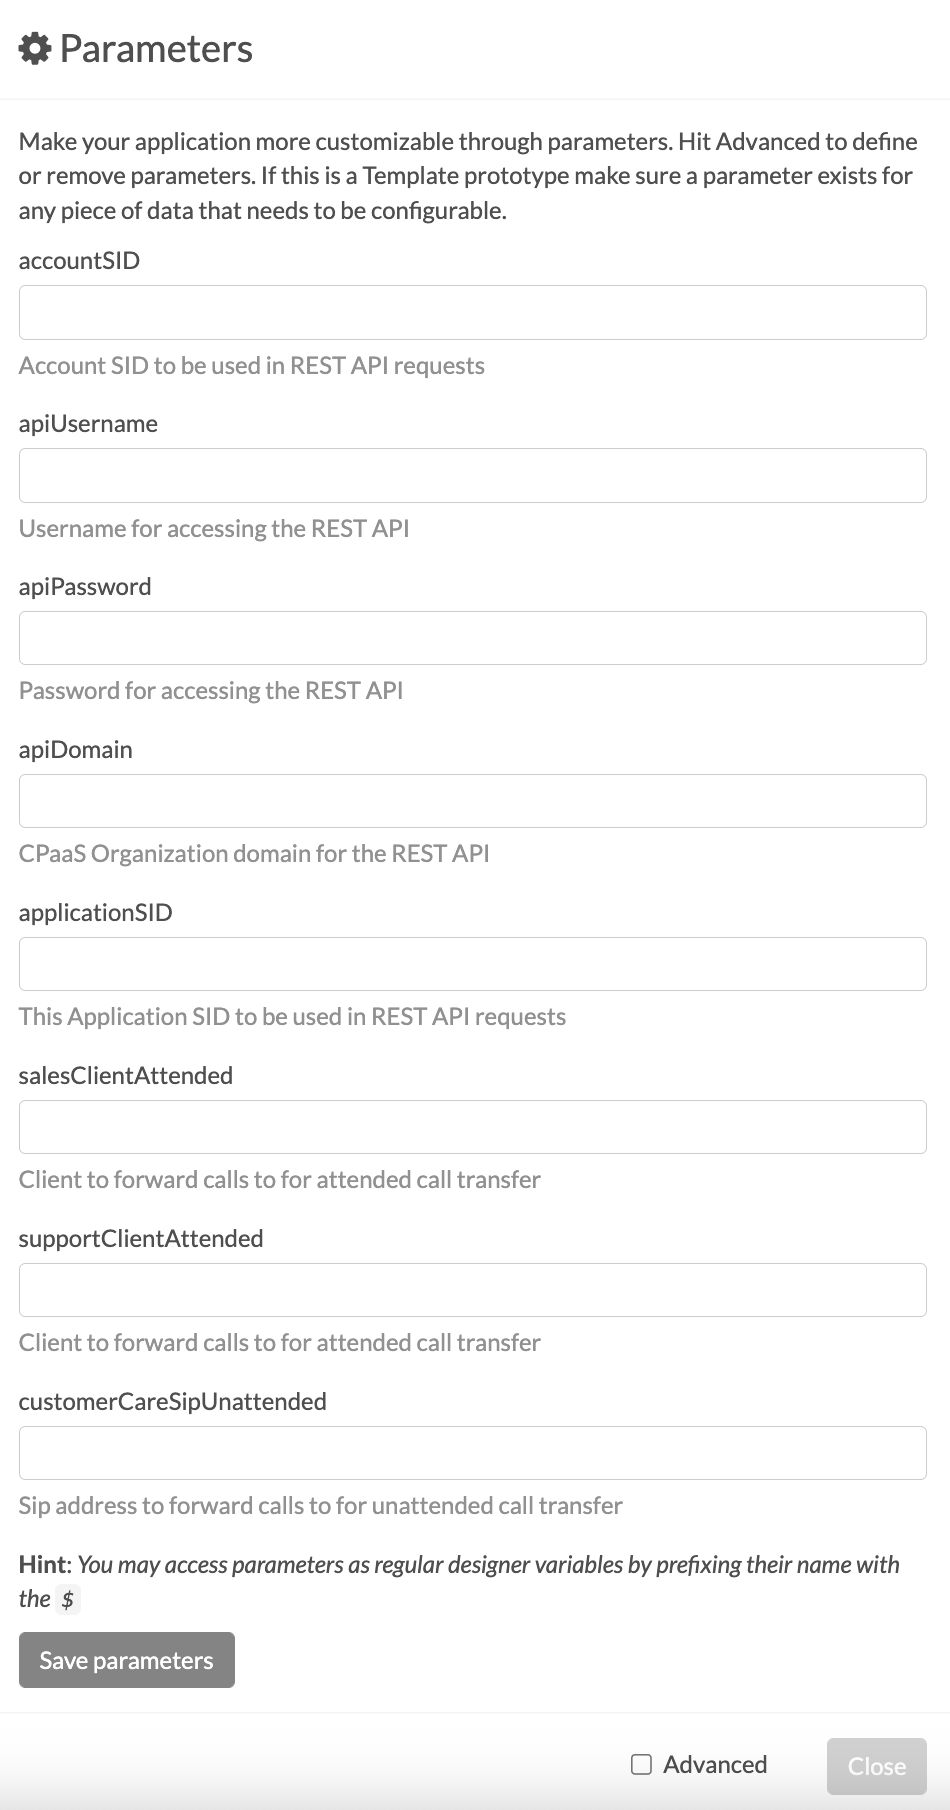 Parameters
Make your application more customizable through parameters. Hit Advanced to define
or remove parameters. If this is a Template prototype make sure a parameter exists for
any piece of data that needs to be configurable.
accountSID
Account SID to be used in REST API requests
apiUsername
Username for accessing the REST API
apiPassword
Password for accessing the REST API
apiDomain
CPaaS Organization domain for the REST API
applicationSID
This Application SID to be used in REST API requests
salesClientAttended
Client to forward calls to for attended call transfer
supportClientAttended
Client to forward calls to for attended call transfer
customerCareSipUnattended
Sip address to forward calls to for unattended call transfer
Hint: You may access parameters as regular designer variables by prefixing their name with
the $
Save parameters
Advanced Close